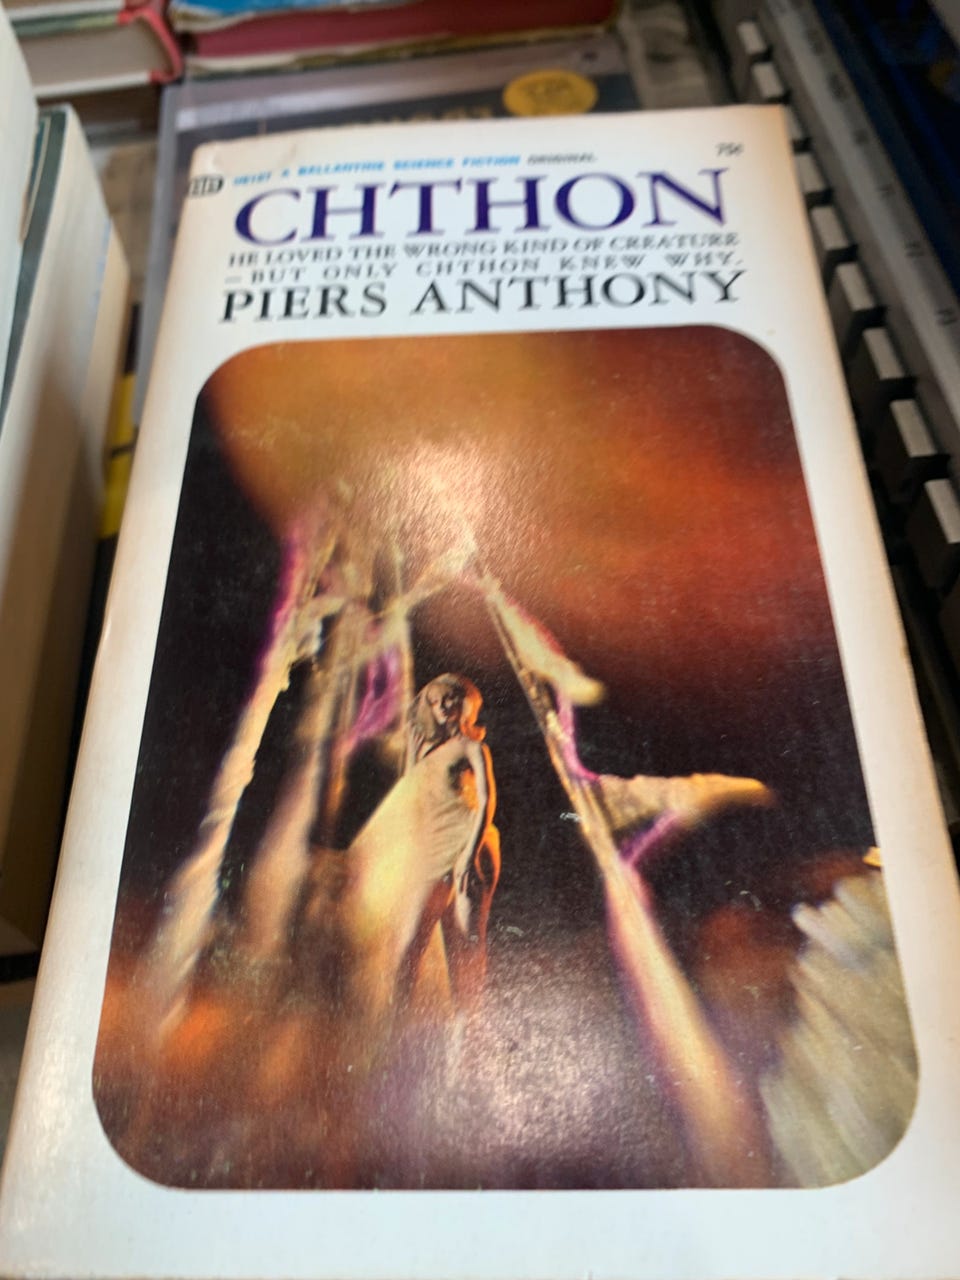 75¢
U6107 A BALLANTINE SCIENCE FICTION ORIGINAL
CHTHON
HE LOVED THE WRONG KIND OF CREATURE
– BUT ONLY CHTHON KNEW WHY.
PIERS ANTHONY